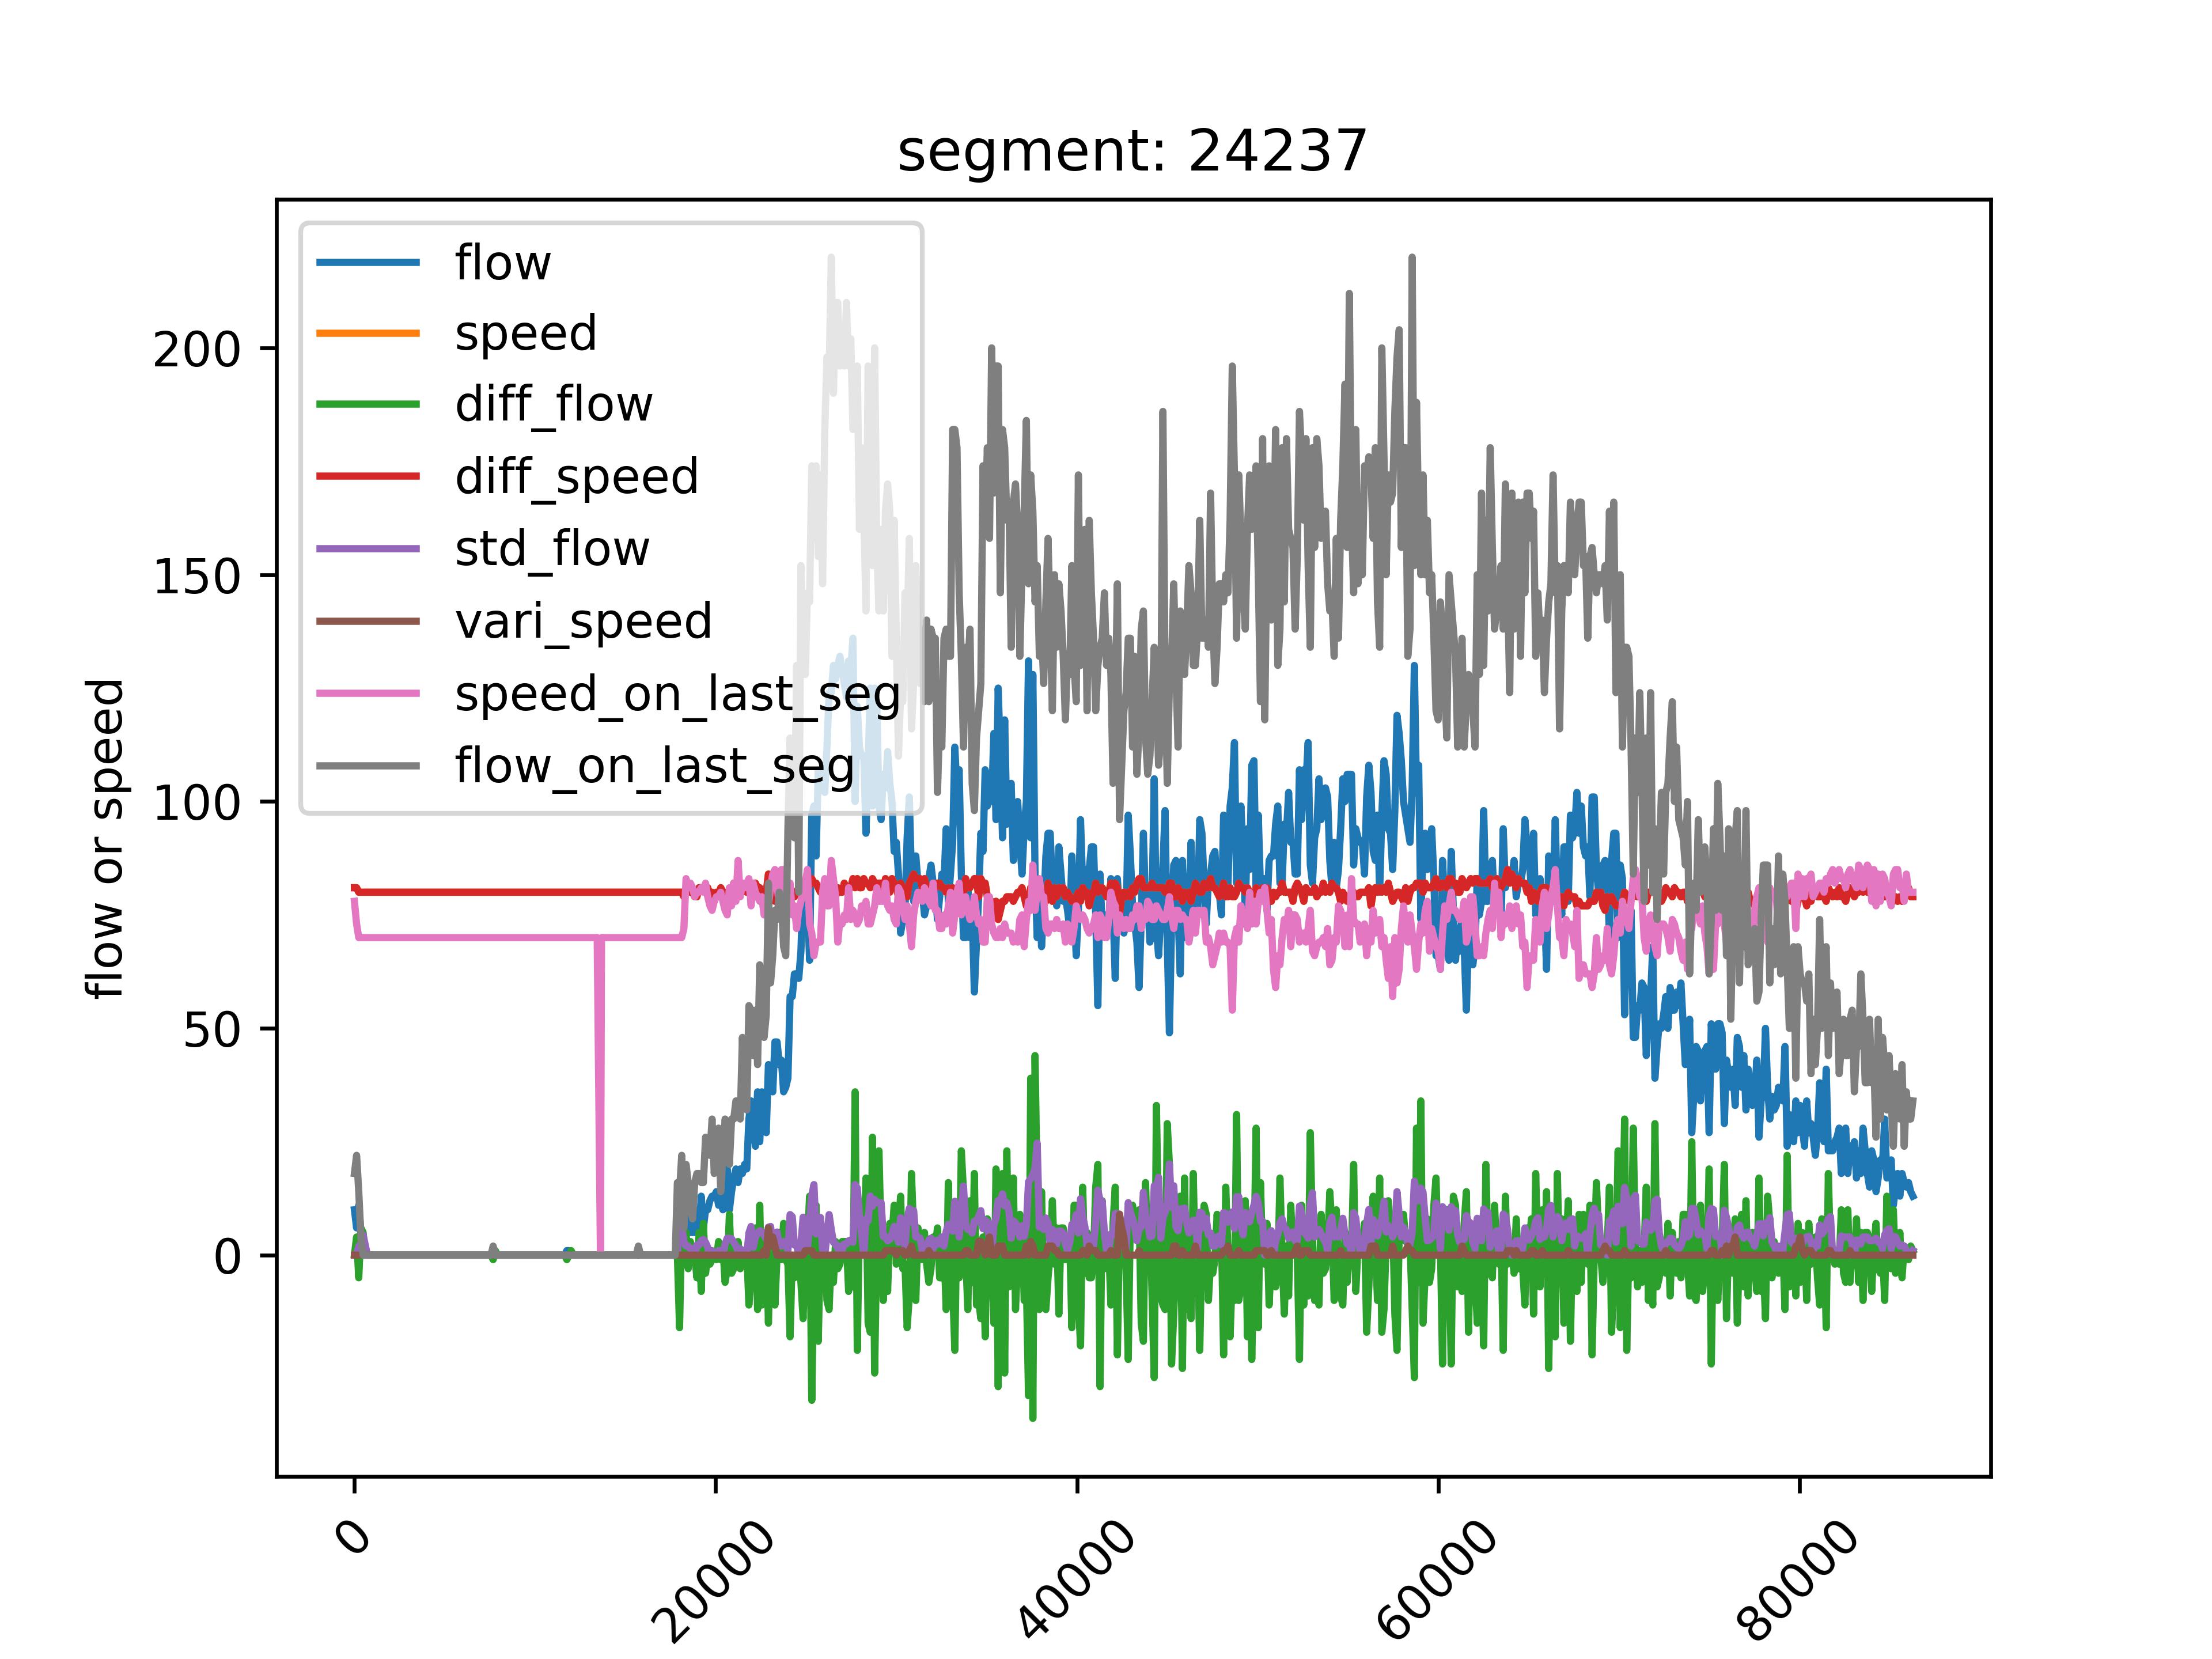 segment: 24237
flow
speed
diff_flow
diff_speed
std_flow
vari_speed
speed_on_last_seg
flow_on_last_seg
flow or speed
200
150
100
50
0
0
20000
40000
60000
80000